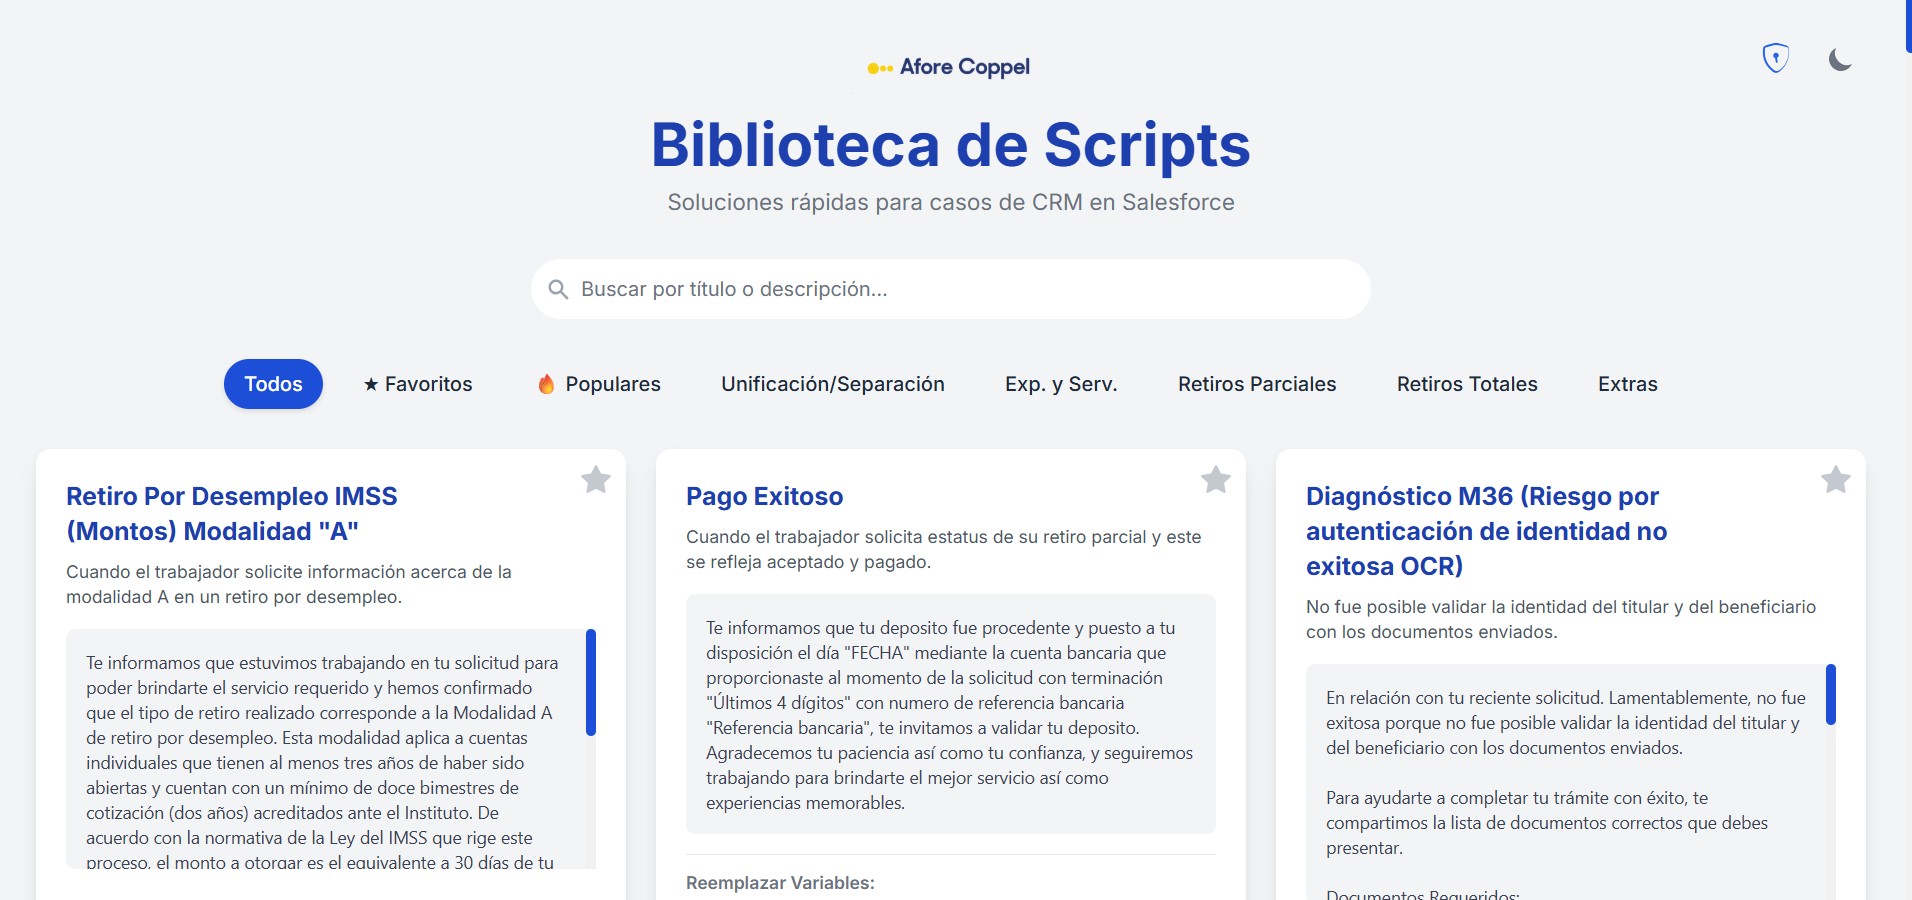 Afore Coppel
Biblioteca de Scripts
Soluciones rápidas para casos de CRM en Salesforce
Buscar por título o descripción...
Todos
★ Favoritos
🔥 Populares
Unificación/Separación
Exp. y Serv.
Retiros Parciales
Retiros Totales
Extras
Retiro Por Desempleo IMSS
(Montos) Modalidad "A"
Cuando el trabajador solicite información acerca de la
modalidad A en un retiro por desempleo.
Te informamos que estuvimos trabajando en tu solicitud para
poder brindarte el servicio requerido y hemos confirmado
que el tipo de retiro realizado corresponde a la Modalidad A
de retiro por desempleo. Esta modalidad aplica a cuentas
individuales que tienen al menos tres años de haber sido
abiertas y cuentan con un mínimo de doce bimestres de
cotización (dos años) acreditados ante el Instituto. De
acuerdo con la normativa de la Ley del IMSS que rige este
proceso, el monto a otorgar es el equivalente a 30 días de tu
Pago Exitoso
Cuando el trabajador solicita estatus de su retiro parcial y este
se refleja aceptado y pagado.
Te informamos que tu deposito fue procedente y puesto a tu
disposición el día "FECHA" mediante la cuenta bancaria que
proporcionaste al momento de la solicitud con terminación
"Últimos 4 dígitos" con numero de referencia bancaria
"Referencia bancaria", te invitamos a validar tu deposito.
Agradecemos tu paciencia así como tu confianza, y seguiremos
trabajando para brindarte el mejor servicio así como
experiencias memorables.
Reemplazar Variables:
Diagnóstico M36 (Riesgo por
autenticación de identidad no
exitosa OCR)
No fue posible validar la identidad del titular y del beneficiario
con los documentos enviados.
En relación con tu reciente solicitud. Lamentablemente, no fue
exitosa porque no fue posible validar la identidad del titular y
del beneficiario con los documentos enviados.
Para ayudarte a completar tu trámite con éxito, te
compartimos la lista de documentos correctos que debes
presentar.
Documentos Requeridos: